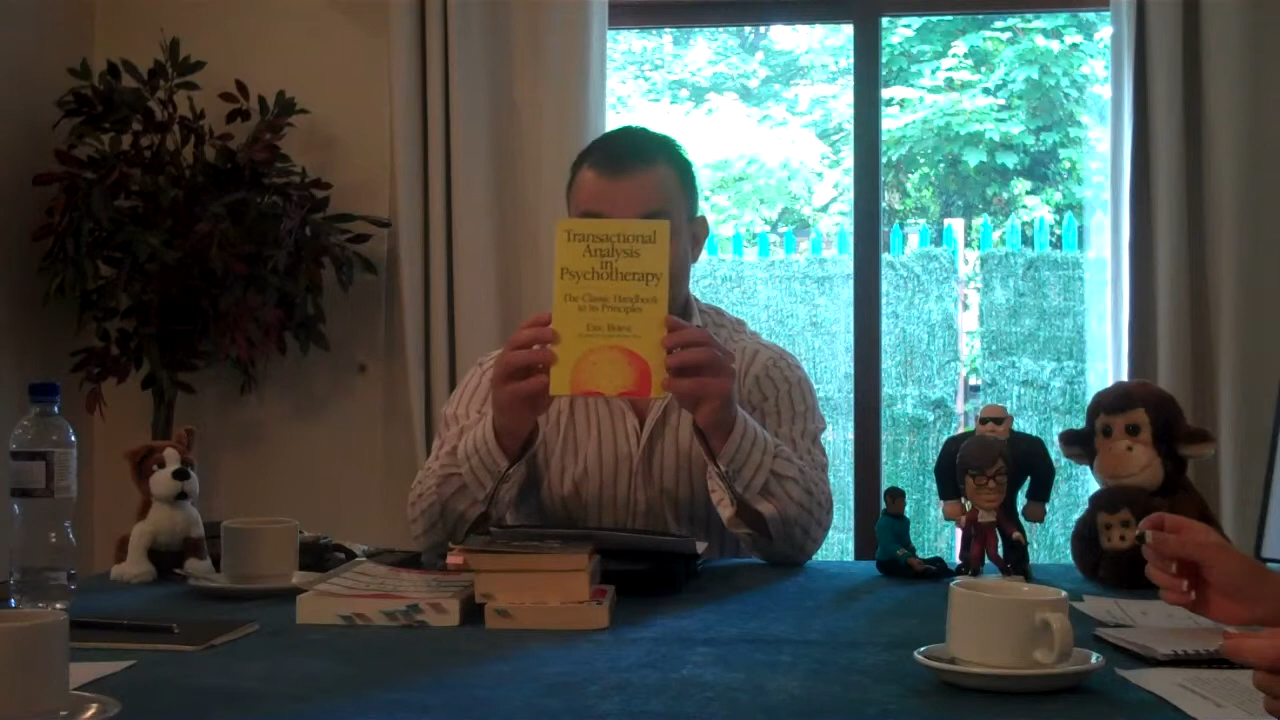 Transactional
Analysis
in
Psychotherapy
The Classic Handbook
to its Principles
Eric Berne